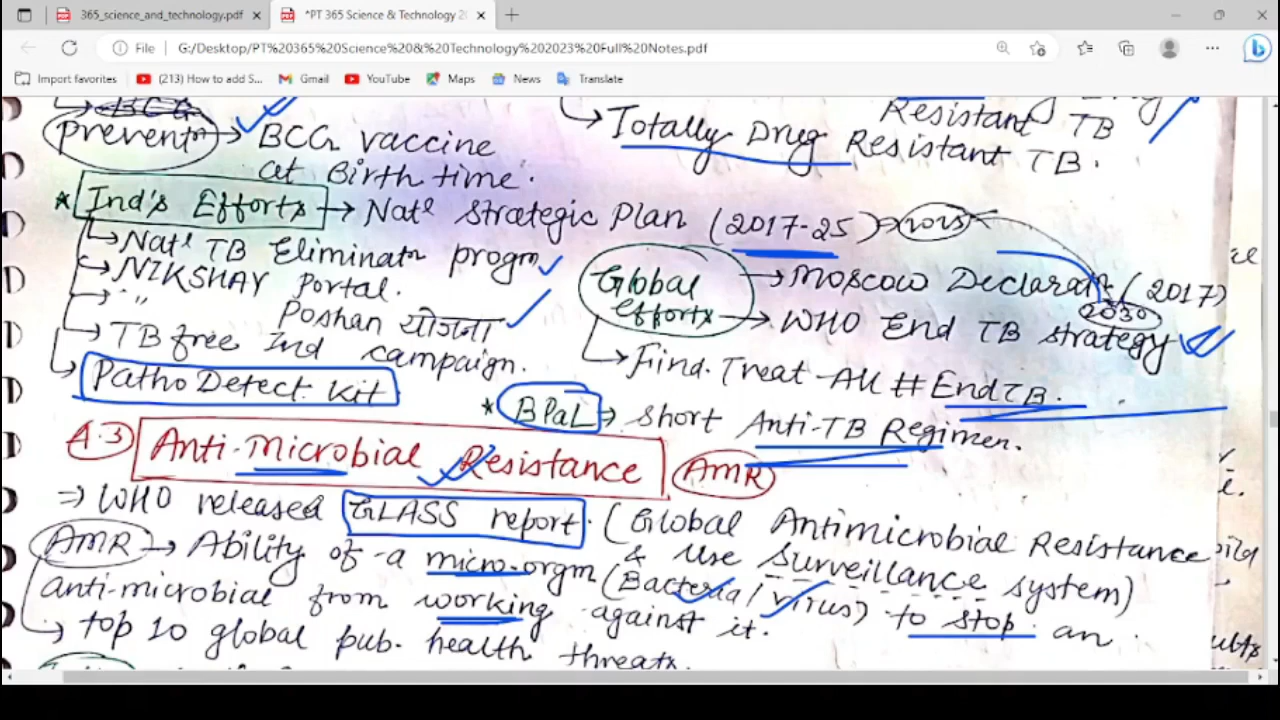 365_science_and_technology.pdf
*PT 365 Science & Technology 20
File
G:/Desktop/PT%20365%20Science%20&%20Technology%202023%20Full%20Notes.pdf
Import favorites
(213) How to add S...
Gmail
YouTube
Maps
News
Translate
BCG
Preventn → BCG vaccine
at Birth time.
Resistant TB
→ Totally Drug Resistant TB.
* Ind's Efforts → Natl Strategic Plan (2017-25) → 2025
→ Natl TB Eliminatn progm
→ NIKSHAY Portal.
→ " Poshan योजना
→ TB free Ind campaign.
→ Patho Detect Kit
Global Efforts → Moscow Declaratn (2017)
→ WHO End TB strategy
2030
→ Find. Treat All # EndTB.
* BPaL → short Anti-TB Regimen.
A.3 Anti-Microbial Resistance (AMR)
⇒ WHO released GLASS report. (Global Antimicrobial Resistance
& Use Surveillance system)
AMR → Ability of a micro-orgm (Bacteria/virus) to stop an
anti-microbial from working against it.
→ top 10 global pub. health threats.